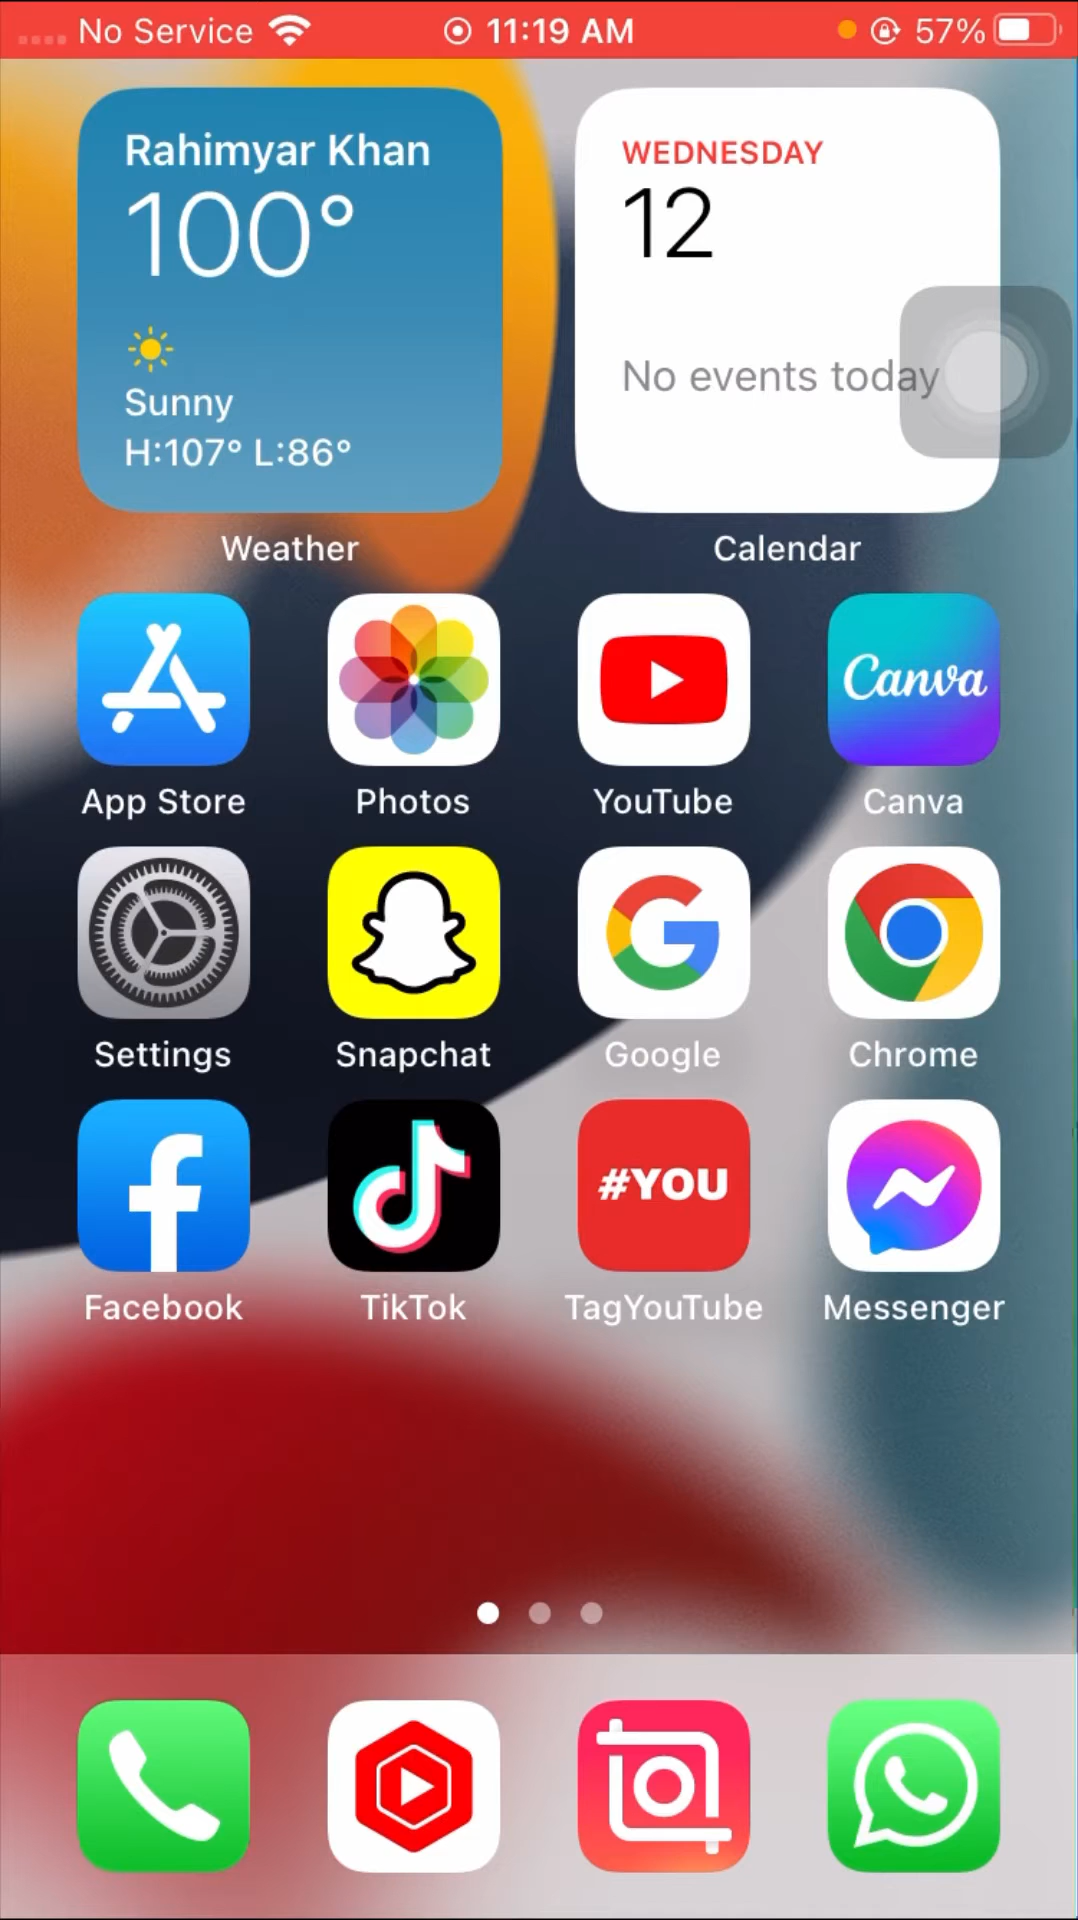 No Service 11:19 AM 57%
Rahimyar Khan
100°
Sunny
H:107° L:86°
Weather
WEDNESDAY
12
No events today
Calendar
Canva
App Store Photos YouTube Canva
Settings Snapchat Google Chrome
#YOU
Facebook TikTok TagYouTube Messenger